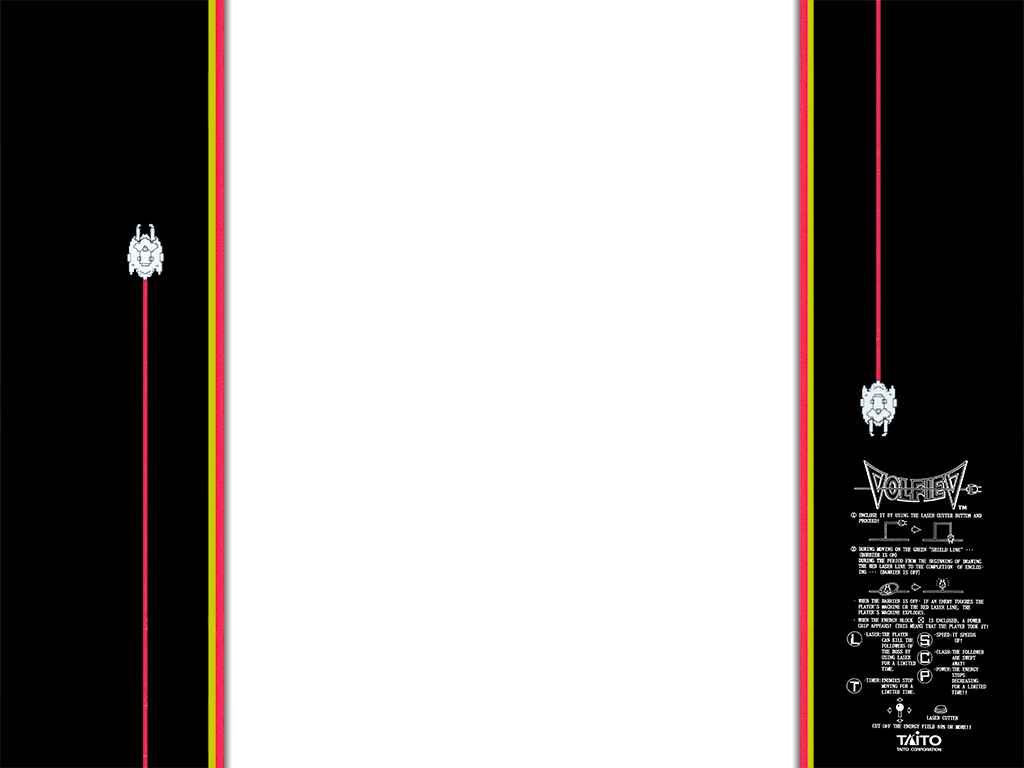 VOLFIED
TM
① ENCLOSE IT BY USING THE LASER CUTTER BUTTON AND
PROCEED!
② DURING MOVING ON THE GREEN "SHIELD LINE" ···
(BARRIER IS ON)
DURING THE PERIOD FROM THE BEGINNING OF DRAWING
THE RED LASER LINE TO THE COMPLETION OF ENCLOS-
ING ··· (BARRIER IS OFF)
· WHEN THE BARRIER IS OFF· IF AN ENEMY TOUCHES THE
PLAYER'S MACHINE OR THE RED LASER LINE, THE
PLAYER'S MACHINE EXPLODES.
· WHEN THE ENERGY BLOCK IS ENCLOSED, A POWER
CHIP APPEARS! (THIS MEANS THAT THE PLAYER TOOK IT!
L ·LASER:THE PLAYER
CAN KILL THE
FOLLOWERS OF
THE BOSS BY
USING LASER
FOR A LIMITED
TIME.
T ·TIMER:ENEMIES STOP
MOVING FOR A
LIMITED TIME.
S ·SPEED:IT SPEEDS
UP!
C ·CLASH:THE FOLLOWER
ARE SWEPT
AWAY!
P ·POWER:THE ENERGY
STOPS
DECREASING
FOR A LIMITED
TIME!!
LASER CUTTER
CUT OFF THE ENERGY FIELD 80% OR MORE!!
TAITO
TAITO CORPORATION